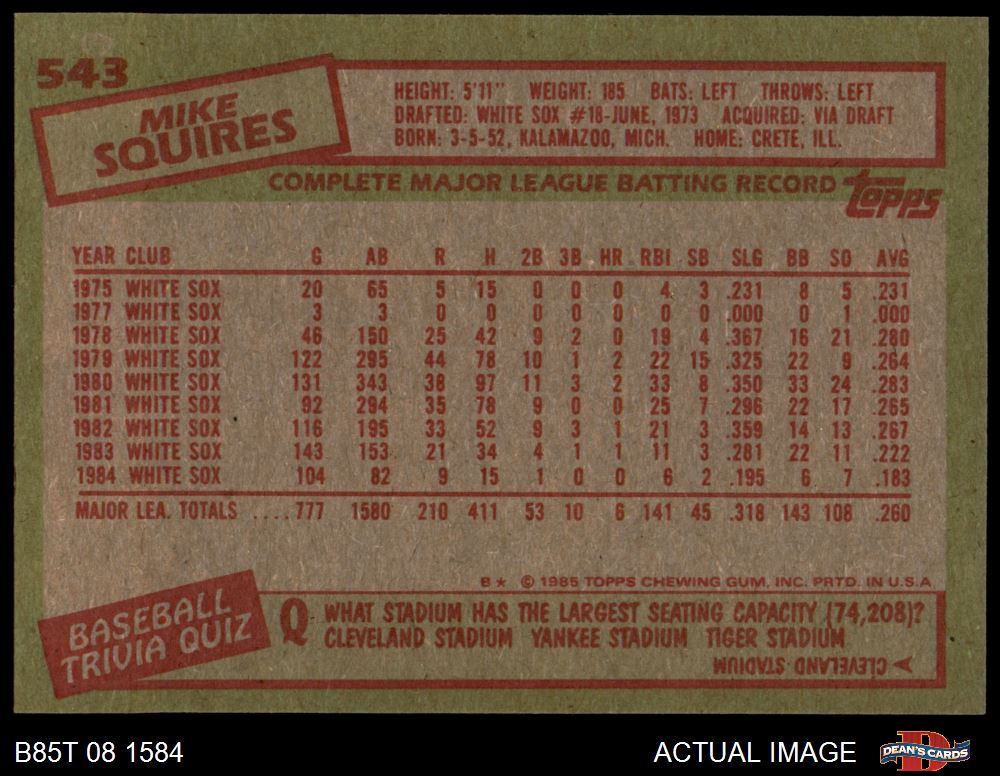 543
MIKE
SQUIRES
HEIGHT: 5'11" WEIGHT: 185 BATS: LEFT THROWS: LEFT
DRAFTED: WHITE SOX #18-JUNE, 1973 ACQUIRED: VIA DRAFT
BORN: 3-5-52, KALAMAZOO, MICH. HOME: CRETE, ILL.
COMPLETE MAJOR LEAGUE BATTING RECORD topps
YEAR CLUB G AB R H 2B 3B HR RBI SB SLG BB SO AVG
1975 WHITE SOX 20 65 5 15 0 0 0 4 3 .231 8 5 .231
1977 WHITE SOX 3 3 0 0 0 0 0 0 0 .000 0 1 .000
1978 WHITE SOX 46 150 25 42 9 2 0 19 4 .367 16 21 .280
1979 WHITE SOX 122 295 44 78 10 1 2 22 15 .325 22 9 .264
1980 WHITE SOX 131 343 38 97 11 3 2 33 8 .350 33 24 .283
1981 WHITE SOX 92 294 35 78 9 0 0 25 7 .296 22 17 .265
1982 WHITE SOX 116 195 33 52 9 3 1 21 3 .359 14 13 .267
1983 WHITE SOX 143 153 21 34 4 1 1 11 3 .281 22 11 .222
1984 WHITE SOX 104 82 9 15 1 0 0 6 2 .195 6 7 .183
MAJOR LEA. TOTALS ....777 1580 210 411 53 10 6 141 45 .318 143 108 .260
B★ © 1985 TOPPS CHEWING GUM, INC. PRTD. IN U.S.A
BASEBALL
TRIVIA QUIZ
Q. WHAT STADIUM HAS THE LARGEST SEATING CAPACITY (74,208)?
CLEVELAND STADIUM YANKEE STADIUM TIGER STADIUM
A CLEVELAND STADIUM
B85T 08 1584
ACTUAL IMAGE
D
DEAN'S CARDS